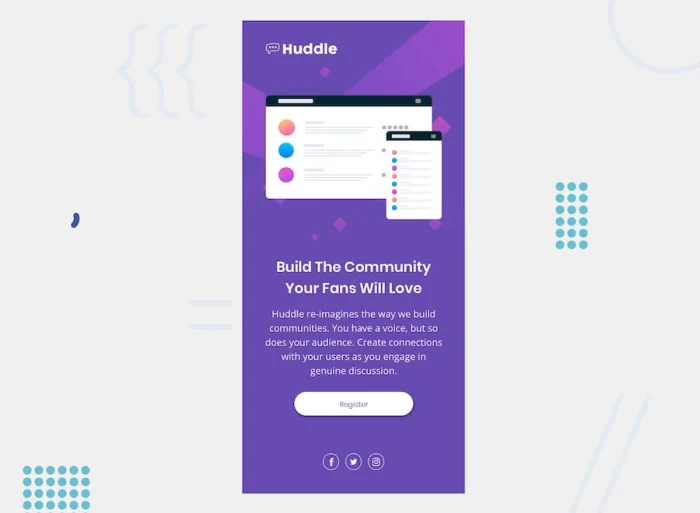 Huddle
Build The Community
Your Fans Will Love
Huddle re-imagines the way we build
communities. You have a voice, but so
does your audience. Create connections
with your users as you engage in
genuine discussion.
Register